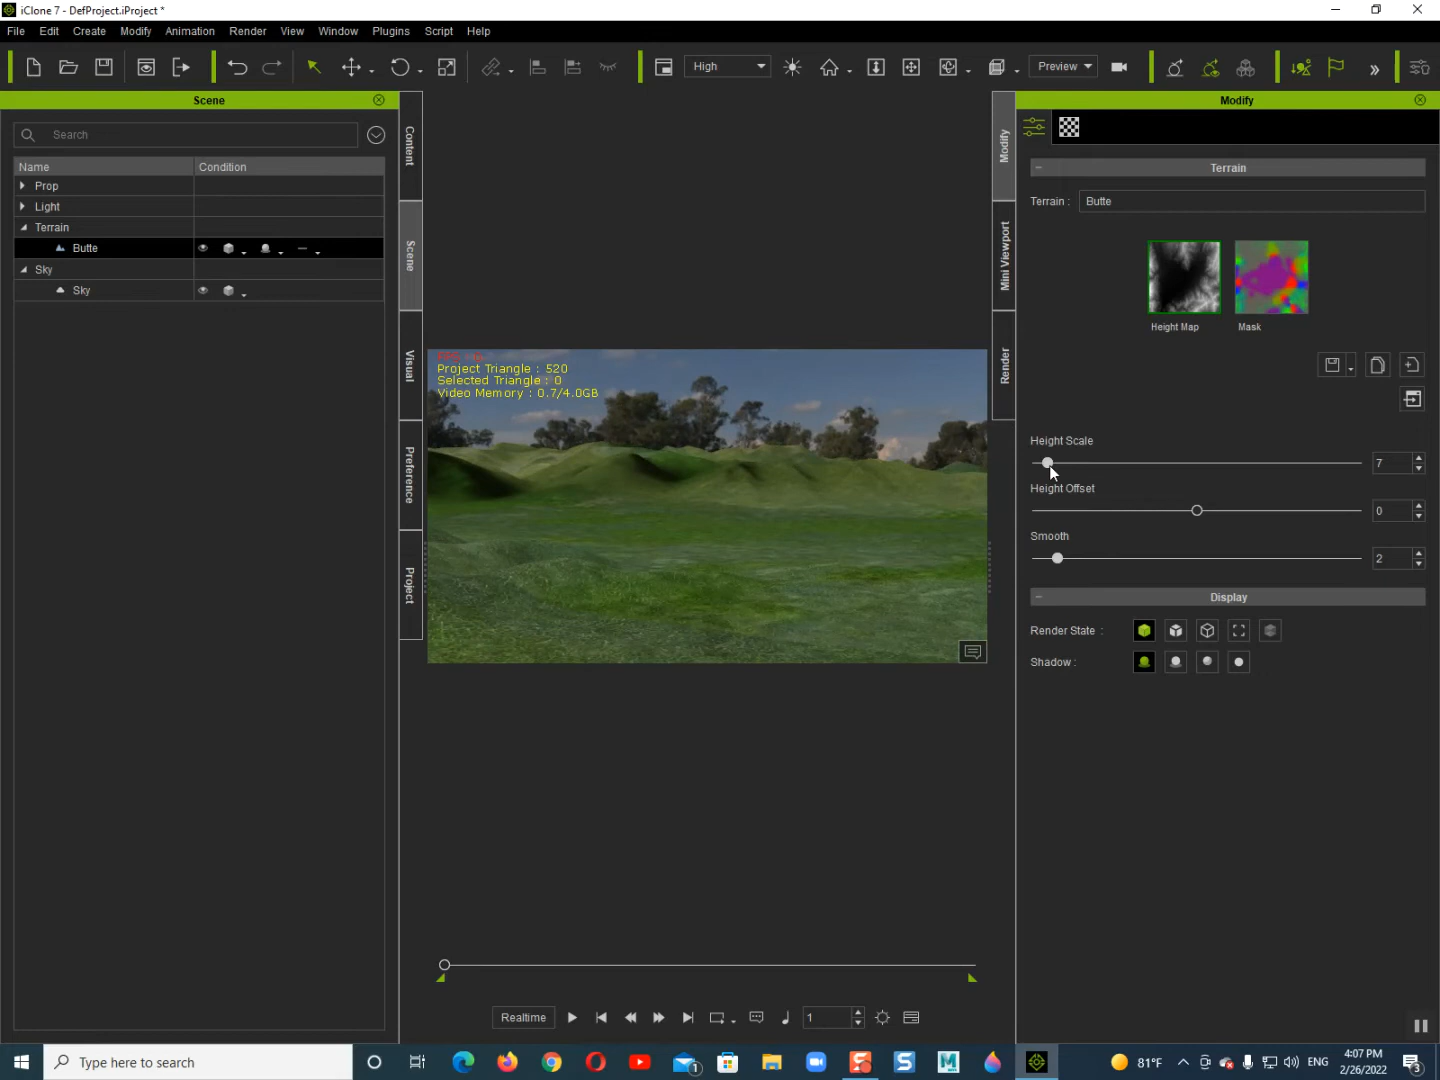 iClone 7 - DefProject.iProject *
File Edit Create Modify Animation Render View Window Plugins Script Help
High
Preview
Scene
Modify
Search
Name Condition
Prop
Light
Terrain
Butte
Sky
Sky
Content
Scene
Visual
Preference
Project
Project Triangle : 520
Selected Triangle : 0
Video Memory : 0.7/4.0GB
Modify
Mini Viewport
Render
Terrain
Terrain : Butte
Height Map Mask
Height Scale
7
Height Offset
0
Smooth
2
Display
Render State :
Shadow :
Realtime
1
Type here to search
1
81°F
ENG
4:07 PM
2/26/2022
3